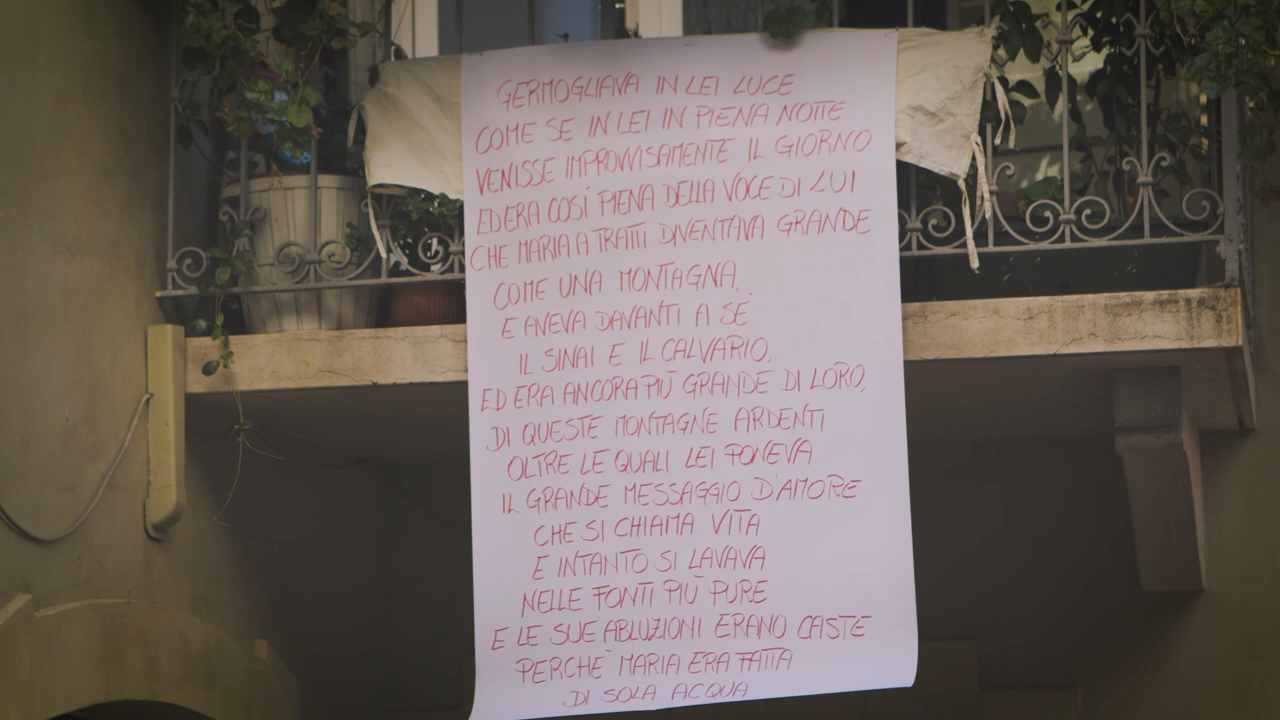 GERMOGLIAVA IN LEI LUCE
COME SE IN LEI IN PIENA NOTTE
VENISSE IMPROVVISAMENTE IL GIORNO
ED ERA COSÍ PIENA DELLA VOCE DI LUI
CHE MARIA A TRATTI DIVENTAVA GRANDE
COME UNA MONTAGNA,
E AVEVA DAVANTI A SÉ
IL SINAI E IL CALVARIO,
ED ERA ANCORA PIÙ GRANDE DI LORO,
DI QUESTE MONTAGNE ARDENTI
OLTRE LE QUALI LEI PONEVA
IL GRANDE MESSAGGIO D'AMORE
CHE SI CHIAMA VITA
E INTANTO SI LAVAVA
NELLE FONTI PIÙ PURE
E LE SUE ABLUZIONI ERANO CASTE
PERCHÈ MARIA ERA FATTA
DI SOLA ACQUA